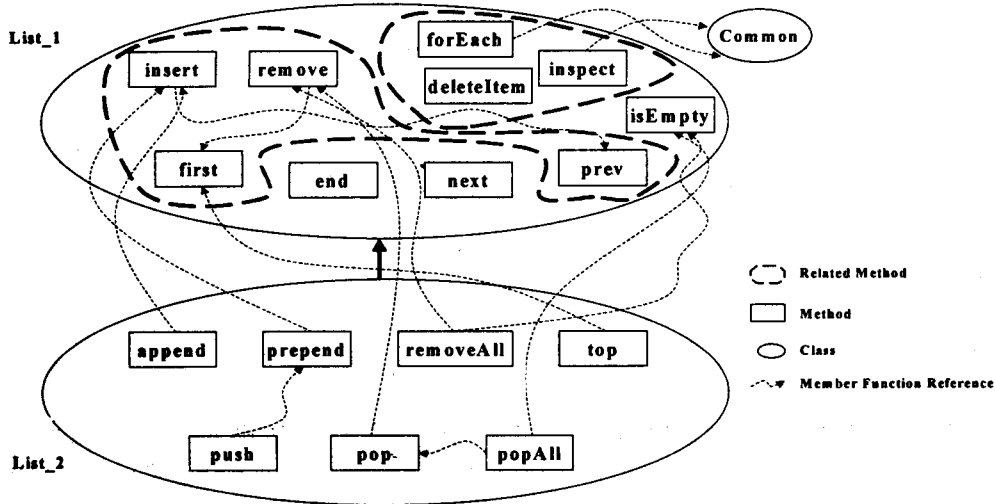 List_1
forEach
Common
insert
remove
inspect
deleteItem
isEmpty
first
end
next
prev
Related Method
Method
Class
Member Function Reference
append
prepend
removeAll
top
push
pop
popAll
List_2